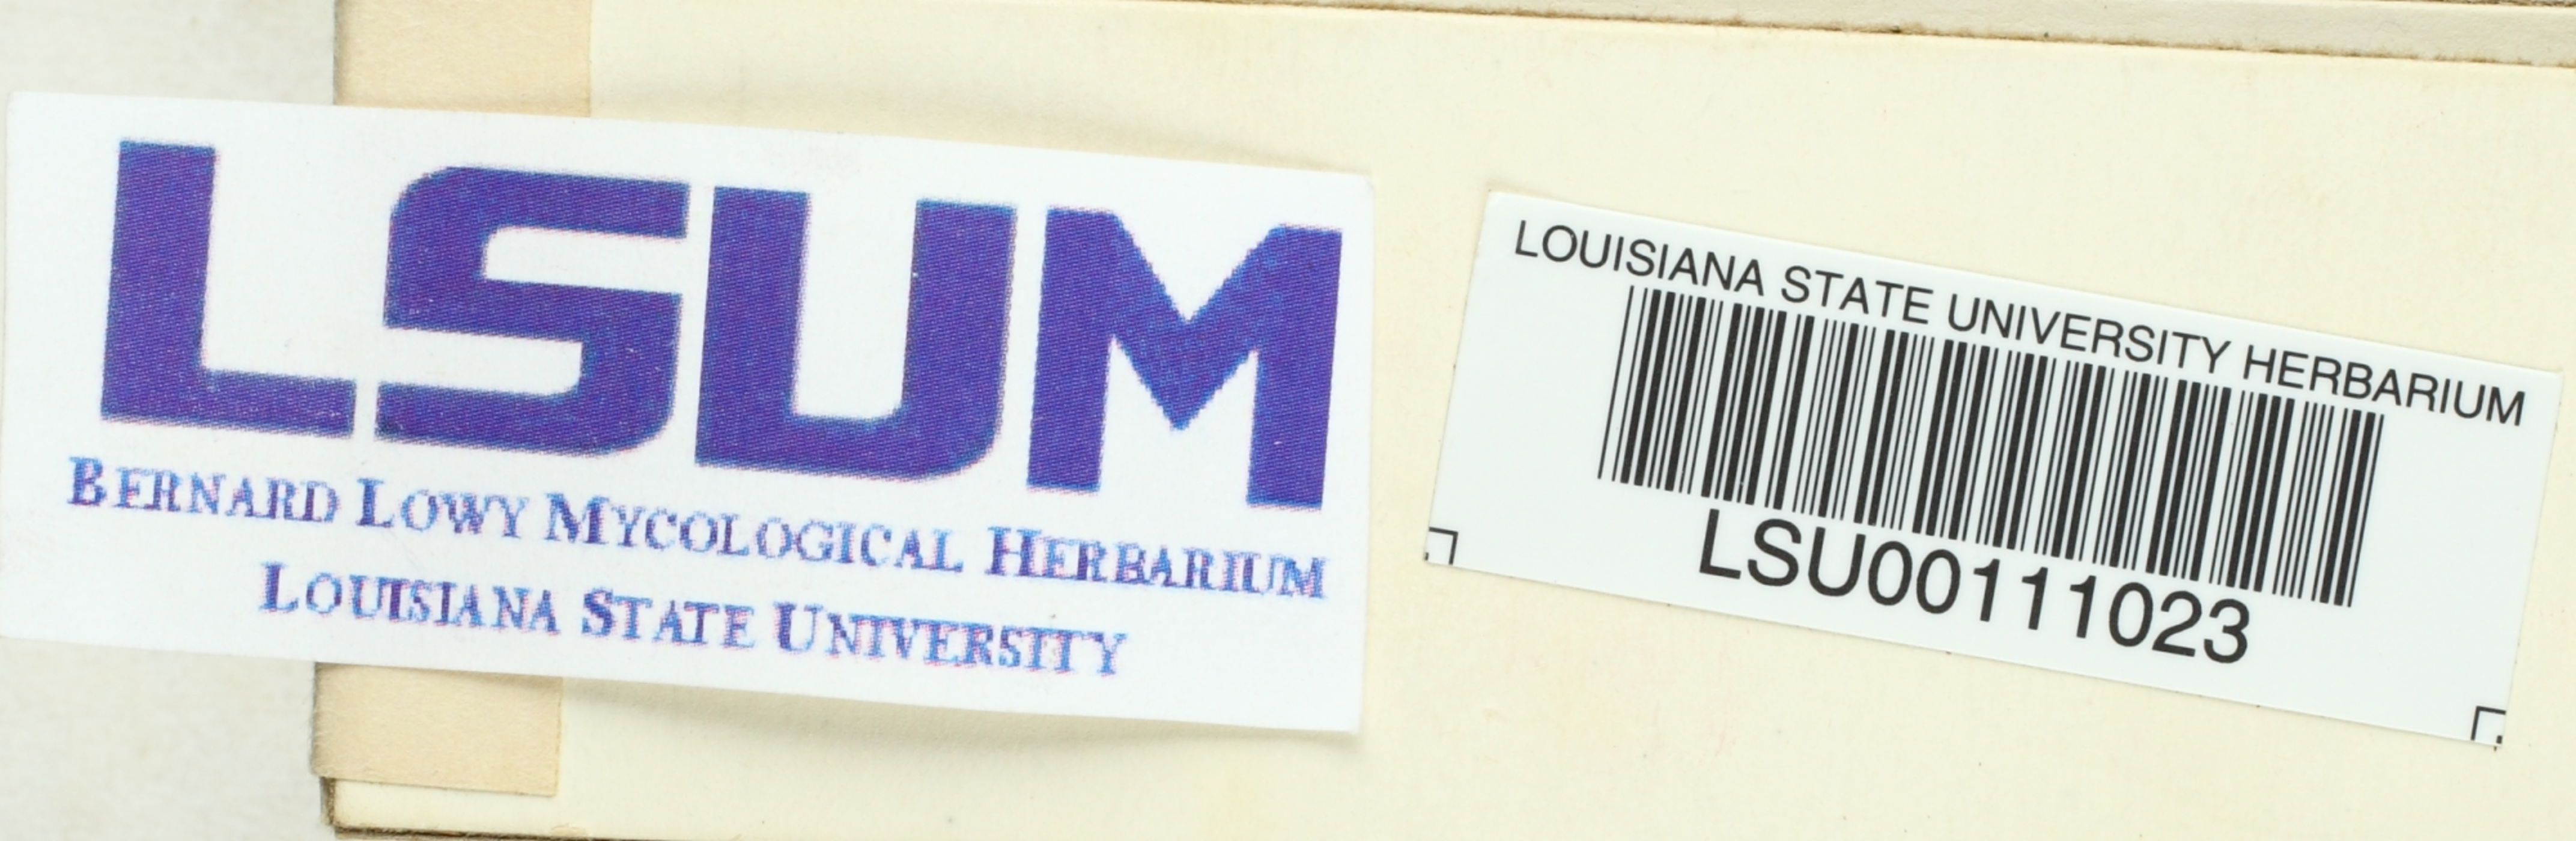 LSUM
BERNARD LOWY MYCOLOGICAL HERBARIUM
LOUISIANA STATE UNIVERSITY
LOUISIANA STATE UNIVERSITY HERBARIUM
LSU00111023